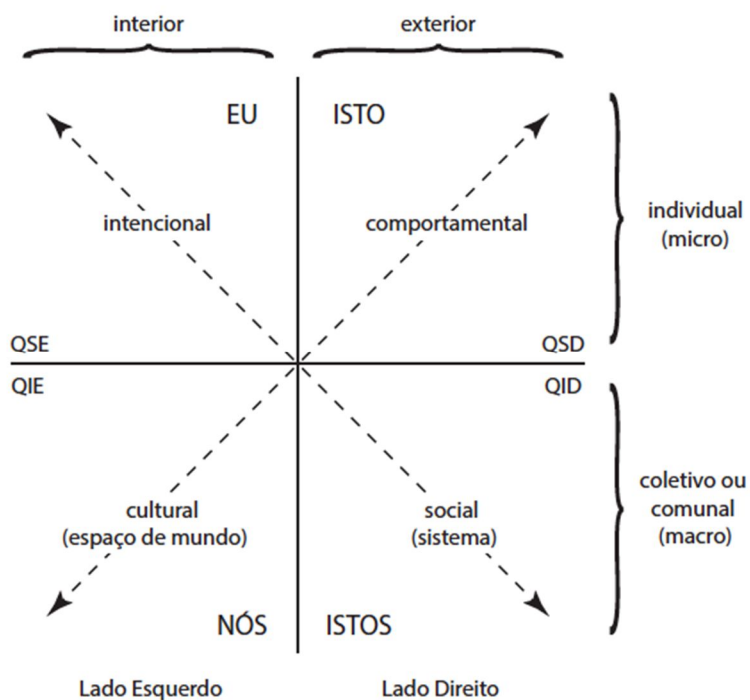 interior
exterior
EU
ISTO
intencional
comportamental
individual
(micro)
QSE
QSD
QIE
QID
cultural
(espaço de mundo)
social
(sistema)
coletivo ou
comunal
(macro)
NÓS
ISTOS
Lado Esquerdo
Lado Direito